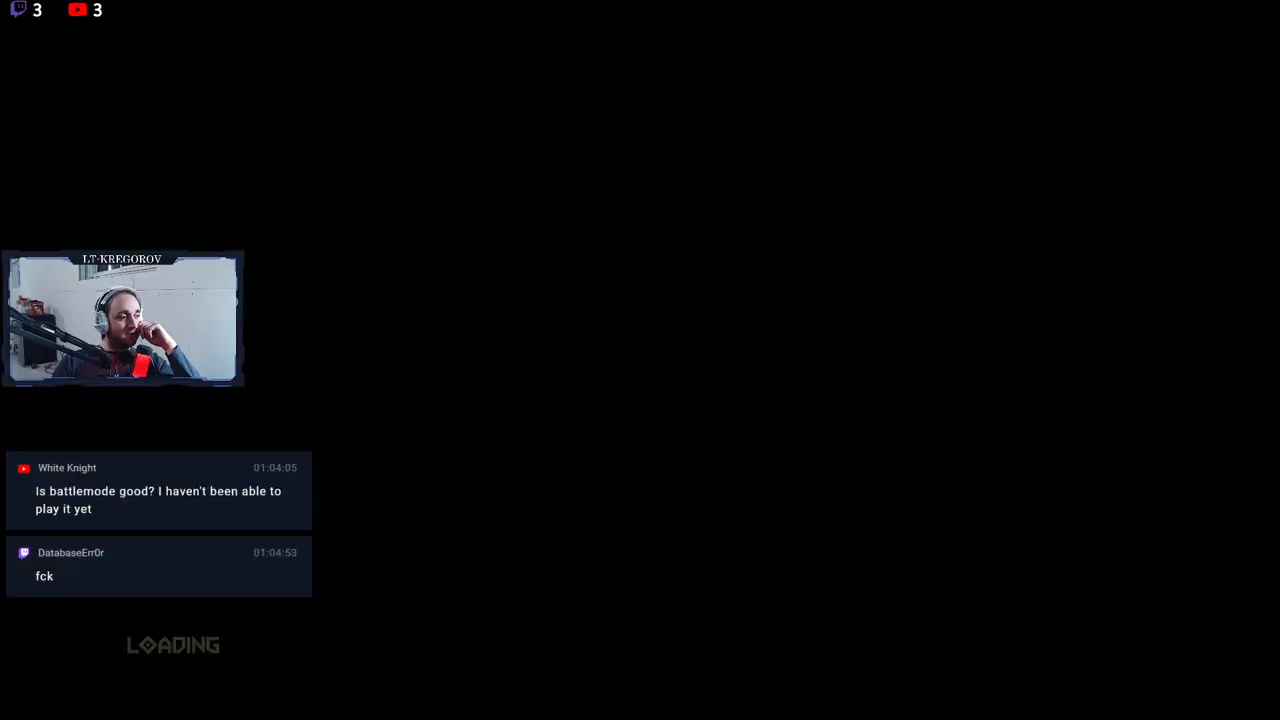 3 3
LT-KREGOROV
White Knight 01:04:05
Is battlemode good? I haven't been able to
play it yet
DatabaseErr0r 01:04:53
fck
LOADING